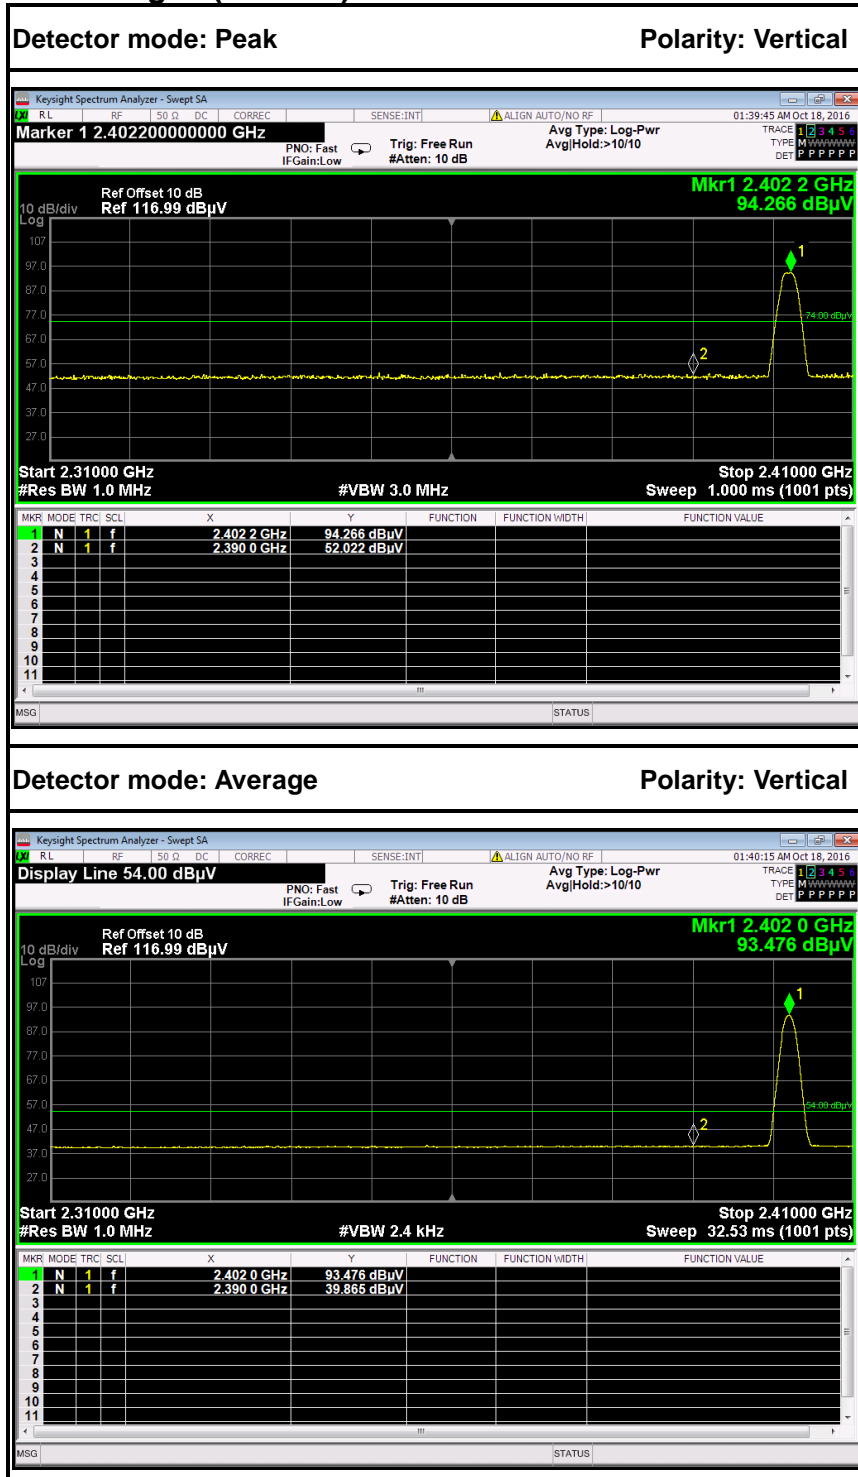 Detector mode: Peak Polarity: Vertical
Keysight Spectrum Analyzer - Swept SA
LXI RL RF 50 Ω DC CORREC SENSE:INT ALIGN AUTO/NO RF 01:39:45 AM Oct 18, 2016
Marker 1 2.402200000000 GHz Avg Type: Log-Pwr TRACE 1 2 3 4 5 6
PNO: Fast Trig: Free Run Avg|Hold:>10/10 TYPE M WWWWW
IFGain:Low #Atten: 10 dB DET P P P P P P
Mkr1 2.402 2 GHz
94.266 dBµV
Ref Offset 10 dB
10 dB/div Ref 116.99 dBµV
Log
107
1
97.0
87.0
77.0
74.00 dBµV
67.0
2
57.0
47.0
37.0
27.0
Start 2.31000 GHz Stop 2.41000 GHz
#Res BW 1.0 MHz #VBW 3.0 MHz Sweep 1.000 ms (1001 pts)
MKR MODE TRC SCL X Y FUNCTION FUNCTION WIDTH FUNCTION VALUE
1 N 1 f 2.402 2 GHz 94.266 dBµV
2 N 1 f 2.390 0 GHz 52.022 dBµV
3
4
5
6
7
8
9
10
11
MSG STATUS
Detector mode: Average Polarity: Vertical
Keysight Spectrum Analyzer - Swept SA
LXI RL RF 50 Ω DC CORREC SENSE:INT ALIGN AUTO/NO RF 01:40:15 AM Oct 18, 2016
Display Line 54.00 dBµV Avg Type: Log-Pwr TRACE 1 2 3 4 5 6
PNO: Fast Trig: Free Run Avg|Hold:>10/10 TYPE M WWWWW
IFGain:Low #Atten: 10 dB DET P P P P P P
Mkr1 2.402 0 GHz
93.476 dBµV
Ref Offset 10 dB
10 dB/div Ref 116.99 dBµV
Log
107
1
97.0
87.0
77.0
67.0
57.0
54.00 dBµV
47.0
2
37.0
27.0
Start 2.31000 GHz Stop 2.41000 GHz
#Res BW 1.0 MHz #VBW 2.4 kHz Sweep 32.53 ms (1001 pts)
MKR MODE TRC SCL X Y FUNCTION FUNCTION WIDTH FUNCTION VALUE
1 N 1 f 2.402 0 GHz 93.476 dBµV
2 N 1 f 2.390 0 GHz 39.865 dBµV
3
4
5
6
7
8
9
10
11
MSG STATUS